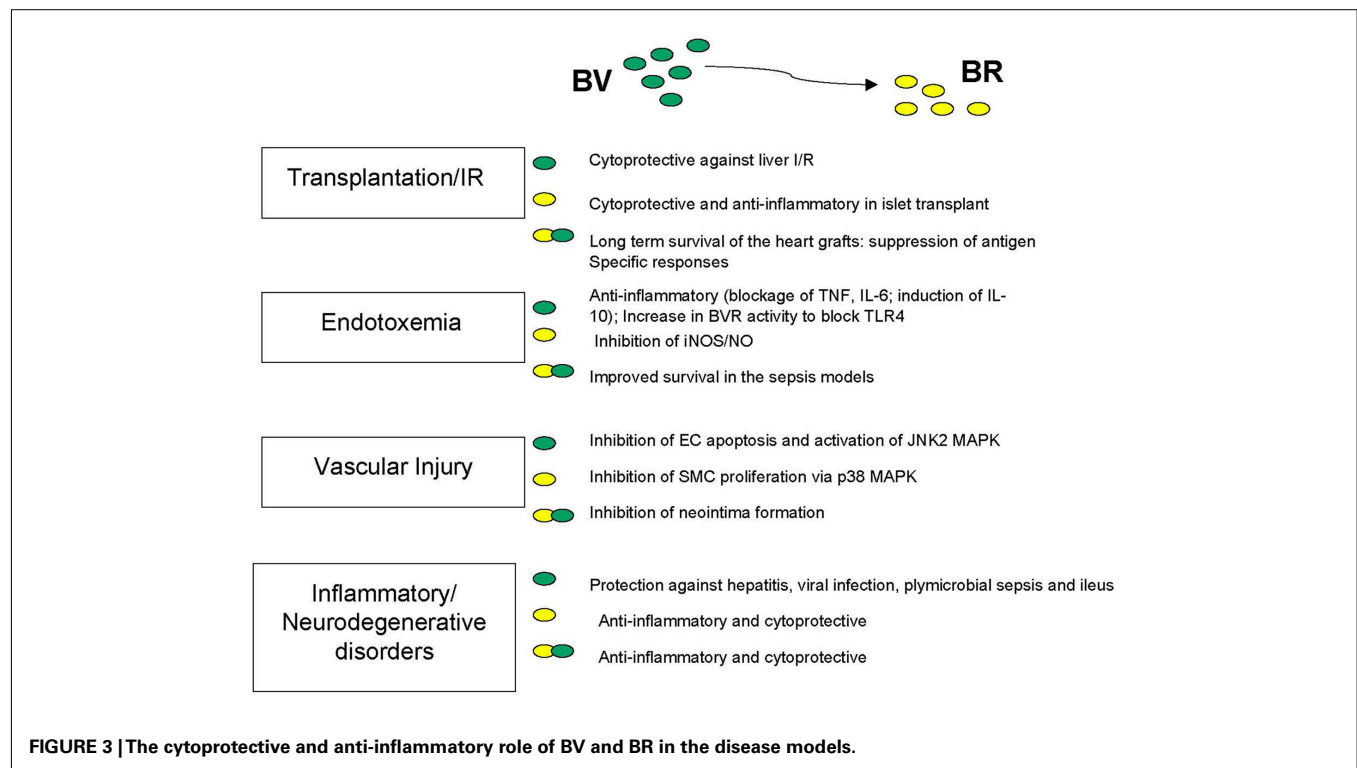 BV
BR
Transplantation/IR
Cytoprotective against liver I/R
Cytoprotective and anti-inflammatory in islet transplant
Long term survival of the heart grafts: suppression of antigen
Specific responses
Endotoxemia
Anti-inflammatory (blockage of TNF, IL-6; induction of IL-
10); Increase in BVR activity to block TLR4
Inhibition of iNOS/NO
Improved survival in the sepsis models
Vascular Injury
Inhibition of EC apoptosis and activation of JNK2 MAPK
Inhibition of SMC proliferation via p38 MAPK
Inhibition of neointima formation
Inflammatory/
Neurodegenerative
disorders
Protection against hepatitis, viral infection, plymicrobial sepsis and ileus
Anti-inflammatory and cytoprotective
Anti-inflammatory and cytoprotective
FIGURE 3 | The cytoprotective and anti-inflammatory role of BV and BR in the disease models.